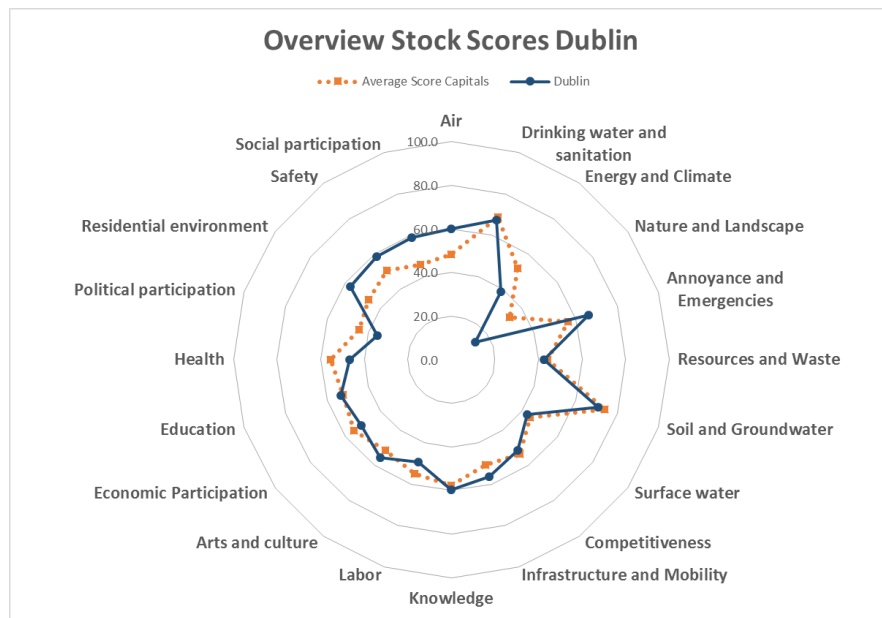 Overview Stock Scores Dublin
Average Score Capitals
Dublin
Air
100.0
80.0
60.0
40.0
20.0
0.0
Drinking water and
sanitation
Energy and Climate
Nature and Landscape
Annoyance and
Emergencies
Resources and Waste
Soil and Groundwater
Surface water
Competitiveness
Infrastructure and Mobility
Knowledge
Labor
Arts and culture
Economic Participation
Education
Health
Political participation
Residential environment
Safety
Social participation